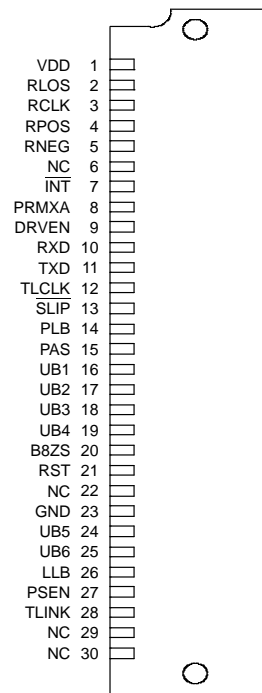 VDD 1
RLOS 2
RCLK 3
RPOS 4
RNEG 5
NC 6
INT 7
PRMXA 8
DRVEN 9
RXD 10
TXD 11
TLCLK 12
SLIP 13
PLB 14
PAS 15
UB1 16
UB2 17
UB3 18
UB4 19
B8ZS 20
RST 21
NC 22
GND 23
UB5 24
UB6 25
LLB 26
PSEN 27
TLINK 28
NC 29
NC 30